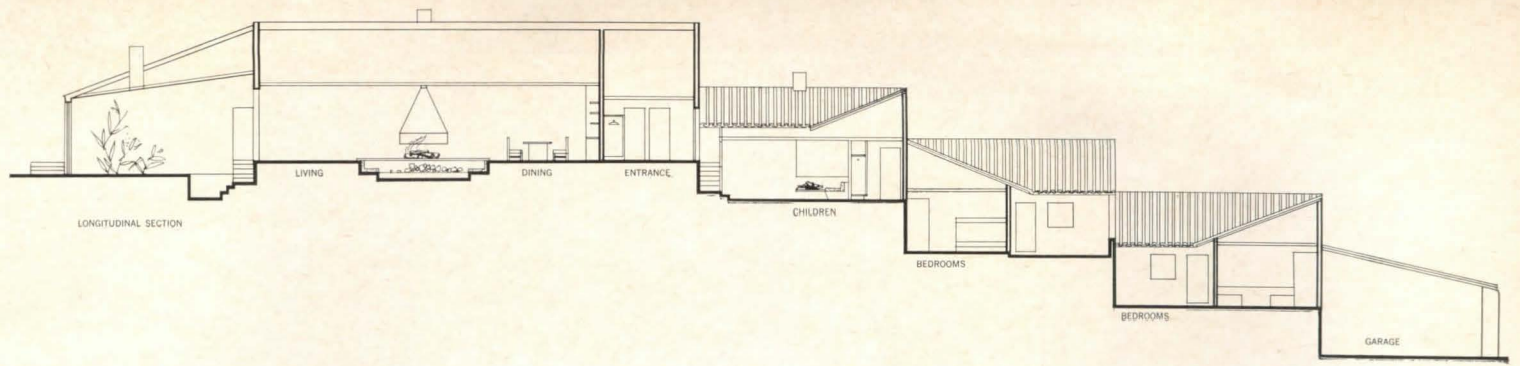 LIVING
DINING
ENTRANCE
LONGITUDINAL SECTION
CHILDREN
BEDROOMS
BEDROOMS
GARAGE